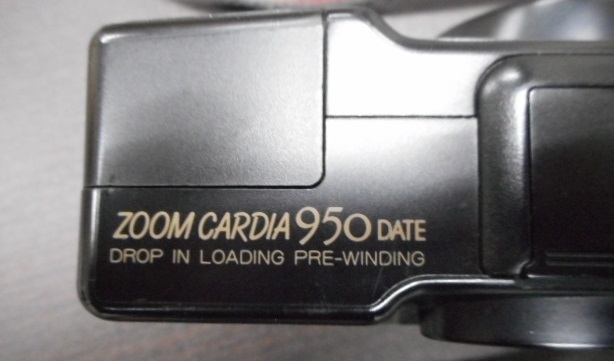 ZOOM CARDIA 950 DATE
DROP IN LOADING PRE-WINDING